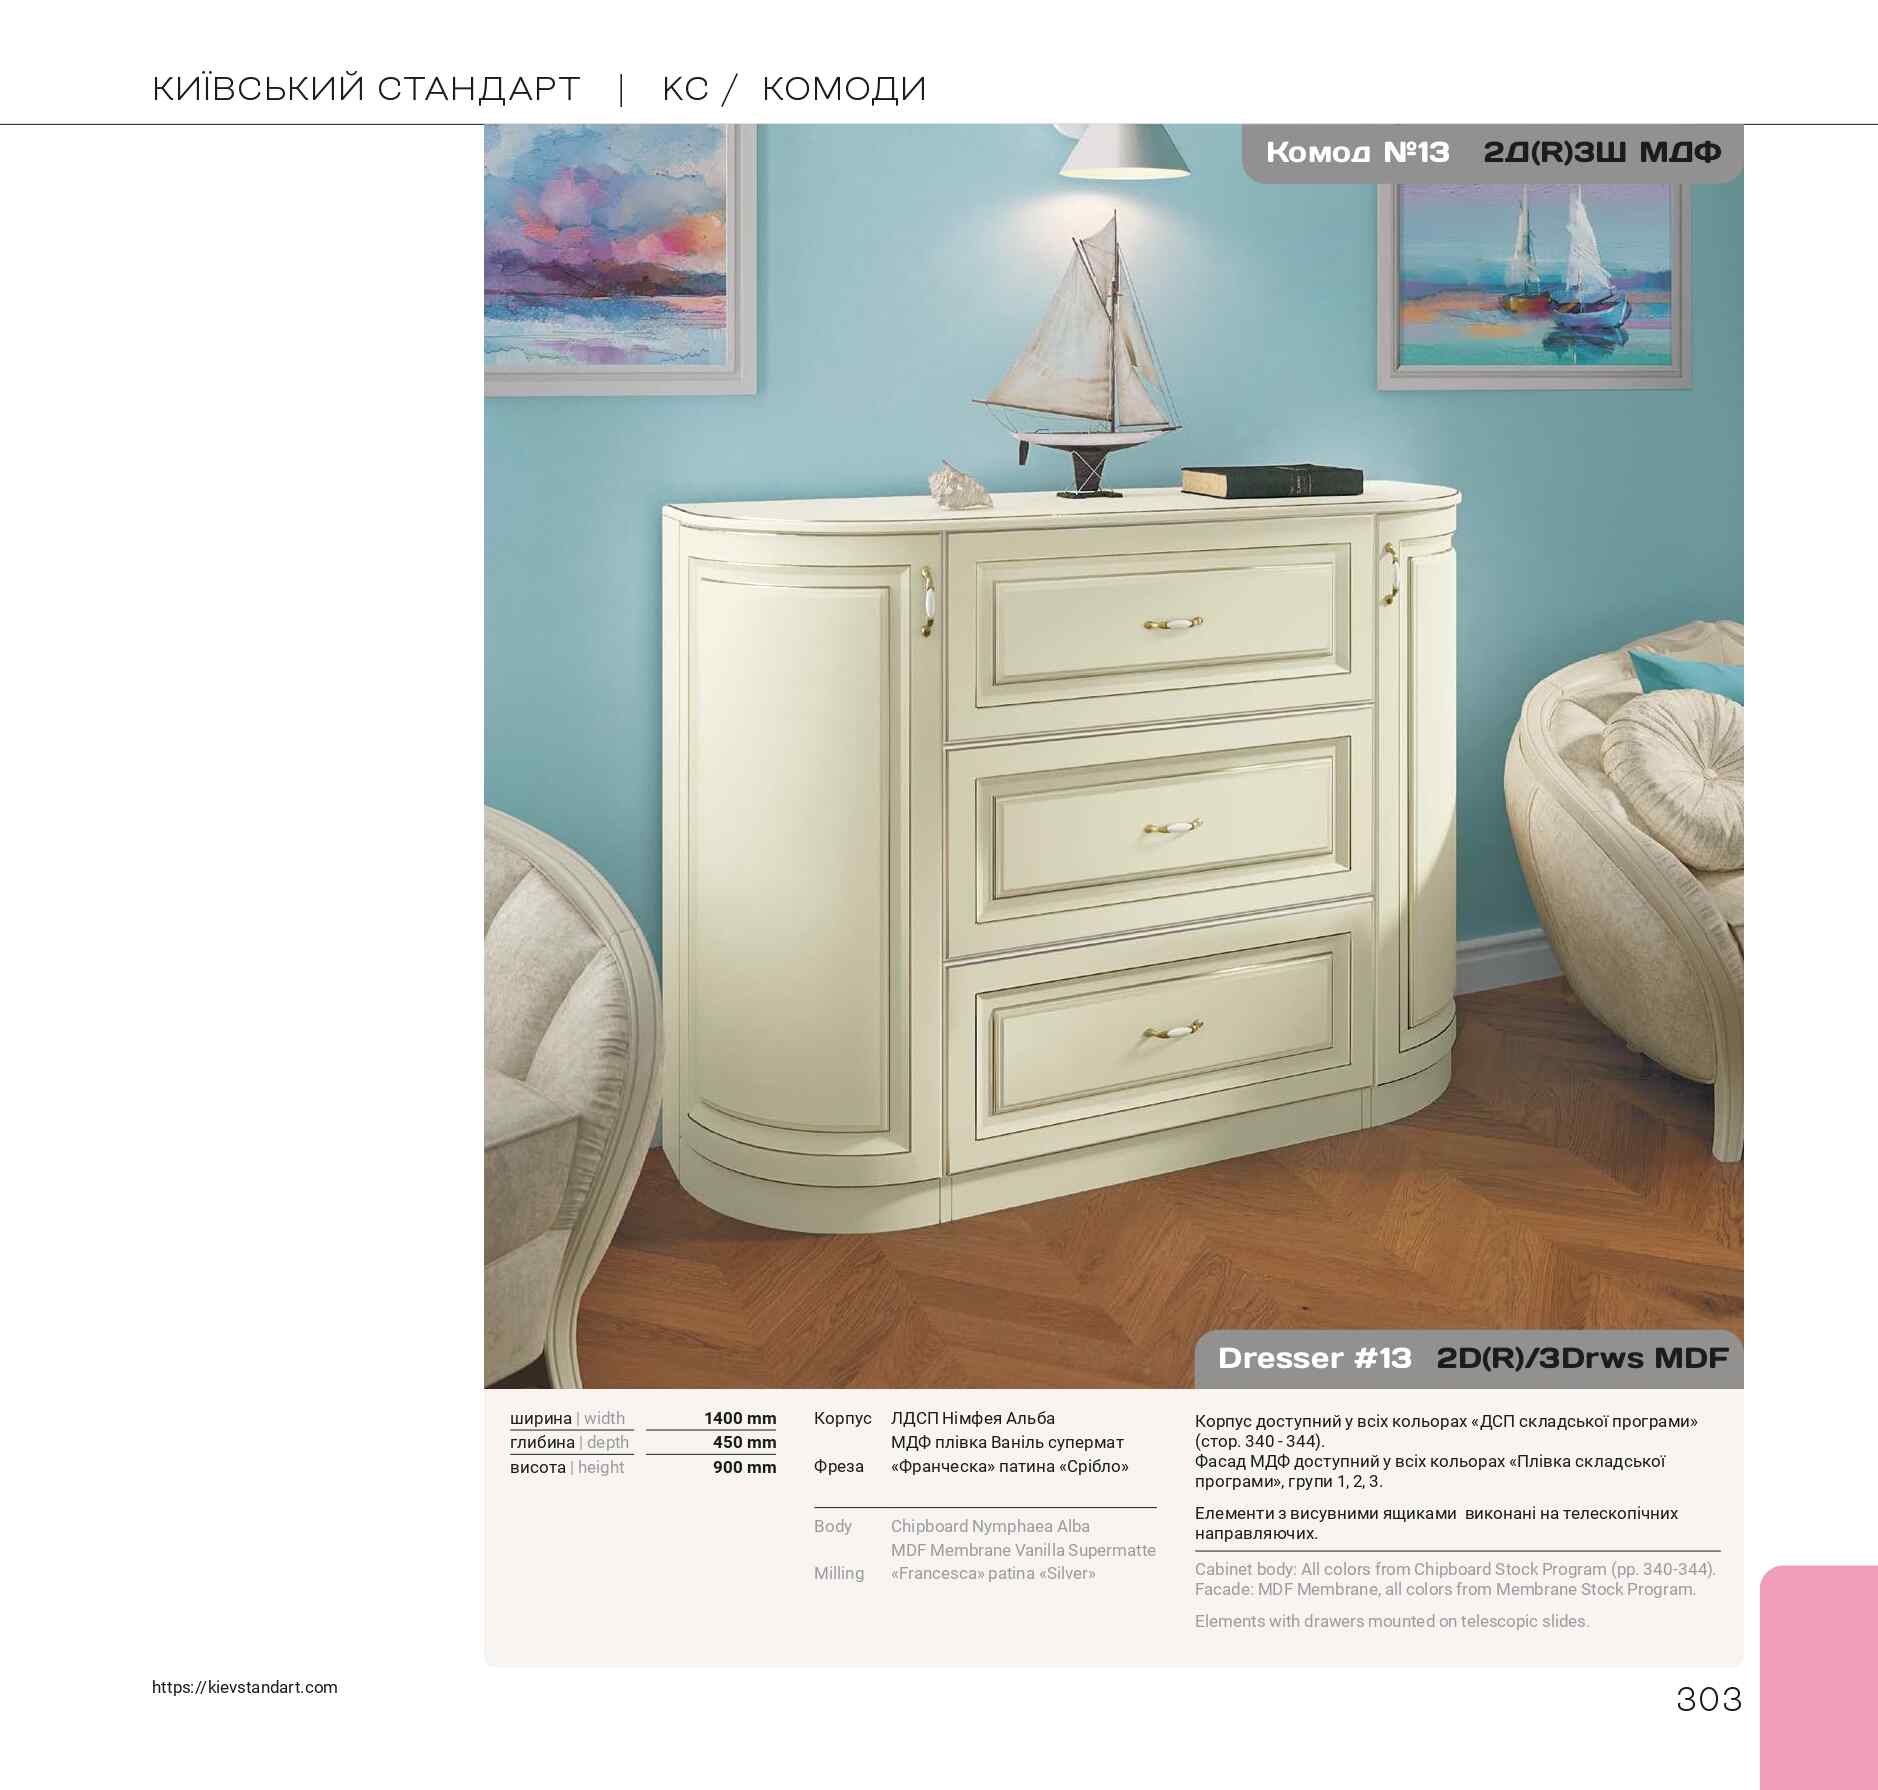 КИЇВСЬКИЙ СТАНДАРТ | КС / КОМОДИ
Комод №13 2Д(R)3Ш МДФ
Dresser #13 2D(R)/3Drws MDF
ширина | width 1400 mm
глибина | depth 450 mm
висота | height 900 mm
Корпус ЛДСП Німфея Альба
МДФ плівка Ваніль супермат
Фреза «Франческа» патина «Срібло»
Body Chipboard Nymphaea Alba
MDF Membrane Vanilla Supermatte
Milling «Francesca» patina «Silver»
Корпус доступний у всіх кольорах «ДСП складської програми»
(стор. 340 - 344).
Фасад МДФ доступний у всіх кольорах «Плівка складської
програми», групи 1, 2, 3.
Елементи з висувними ящиками виконані на телескопічних
направляючих.
Cabinet body: All colors from Chipboard Stock Program (pp. 340-344).
Facade: MDF Membrane, all colors from Membrane Stock Program.
Elements with drawers mounted on telescopic slides.
https://kievstandart.com
303